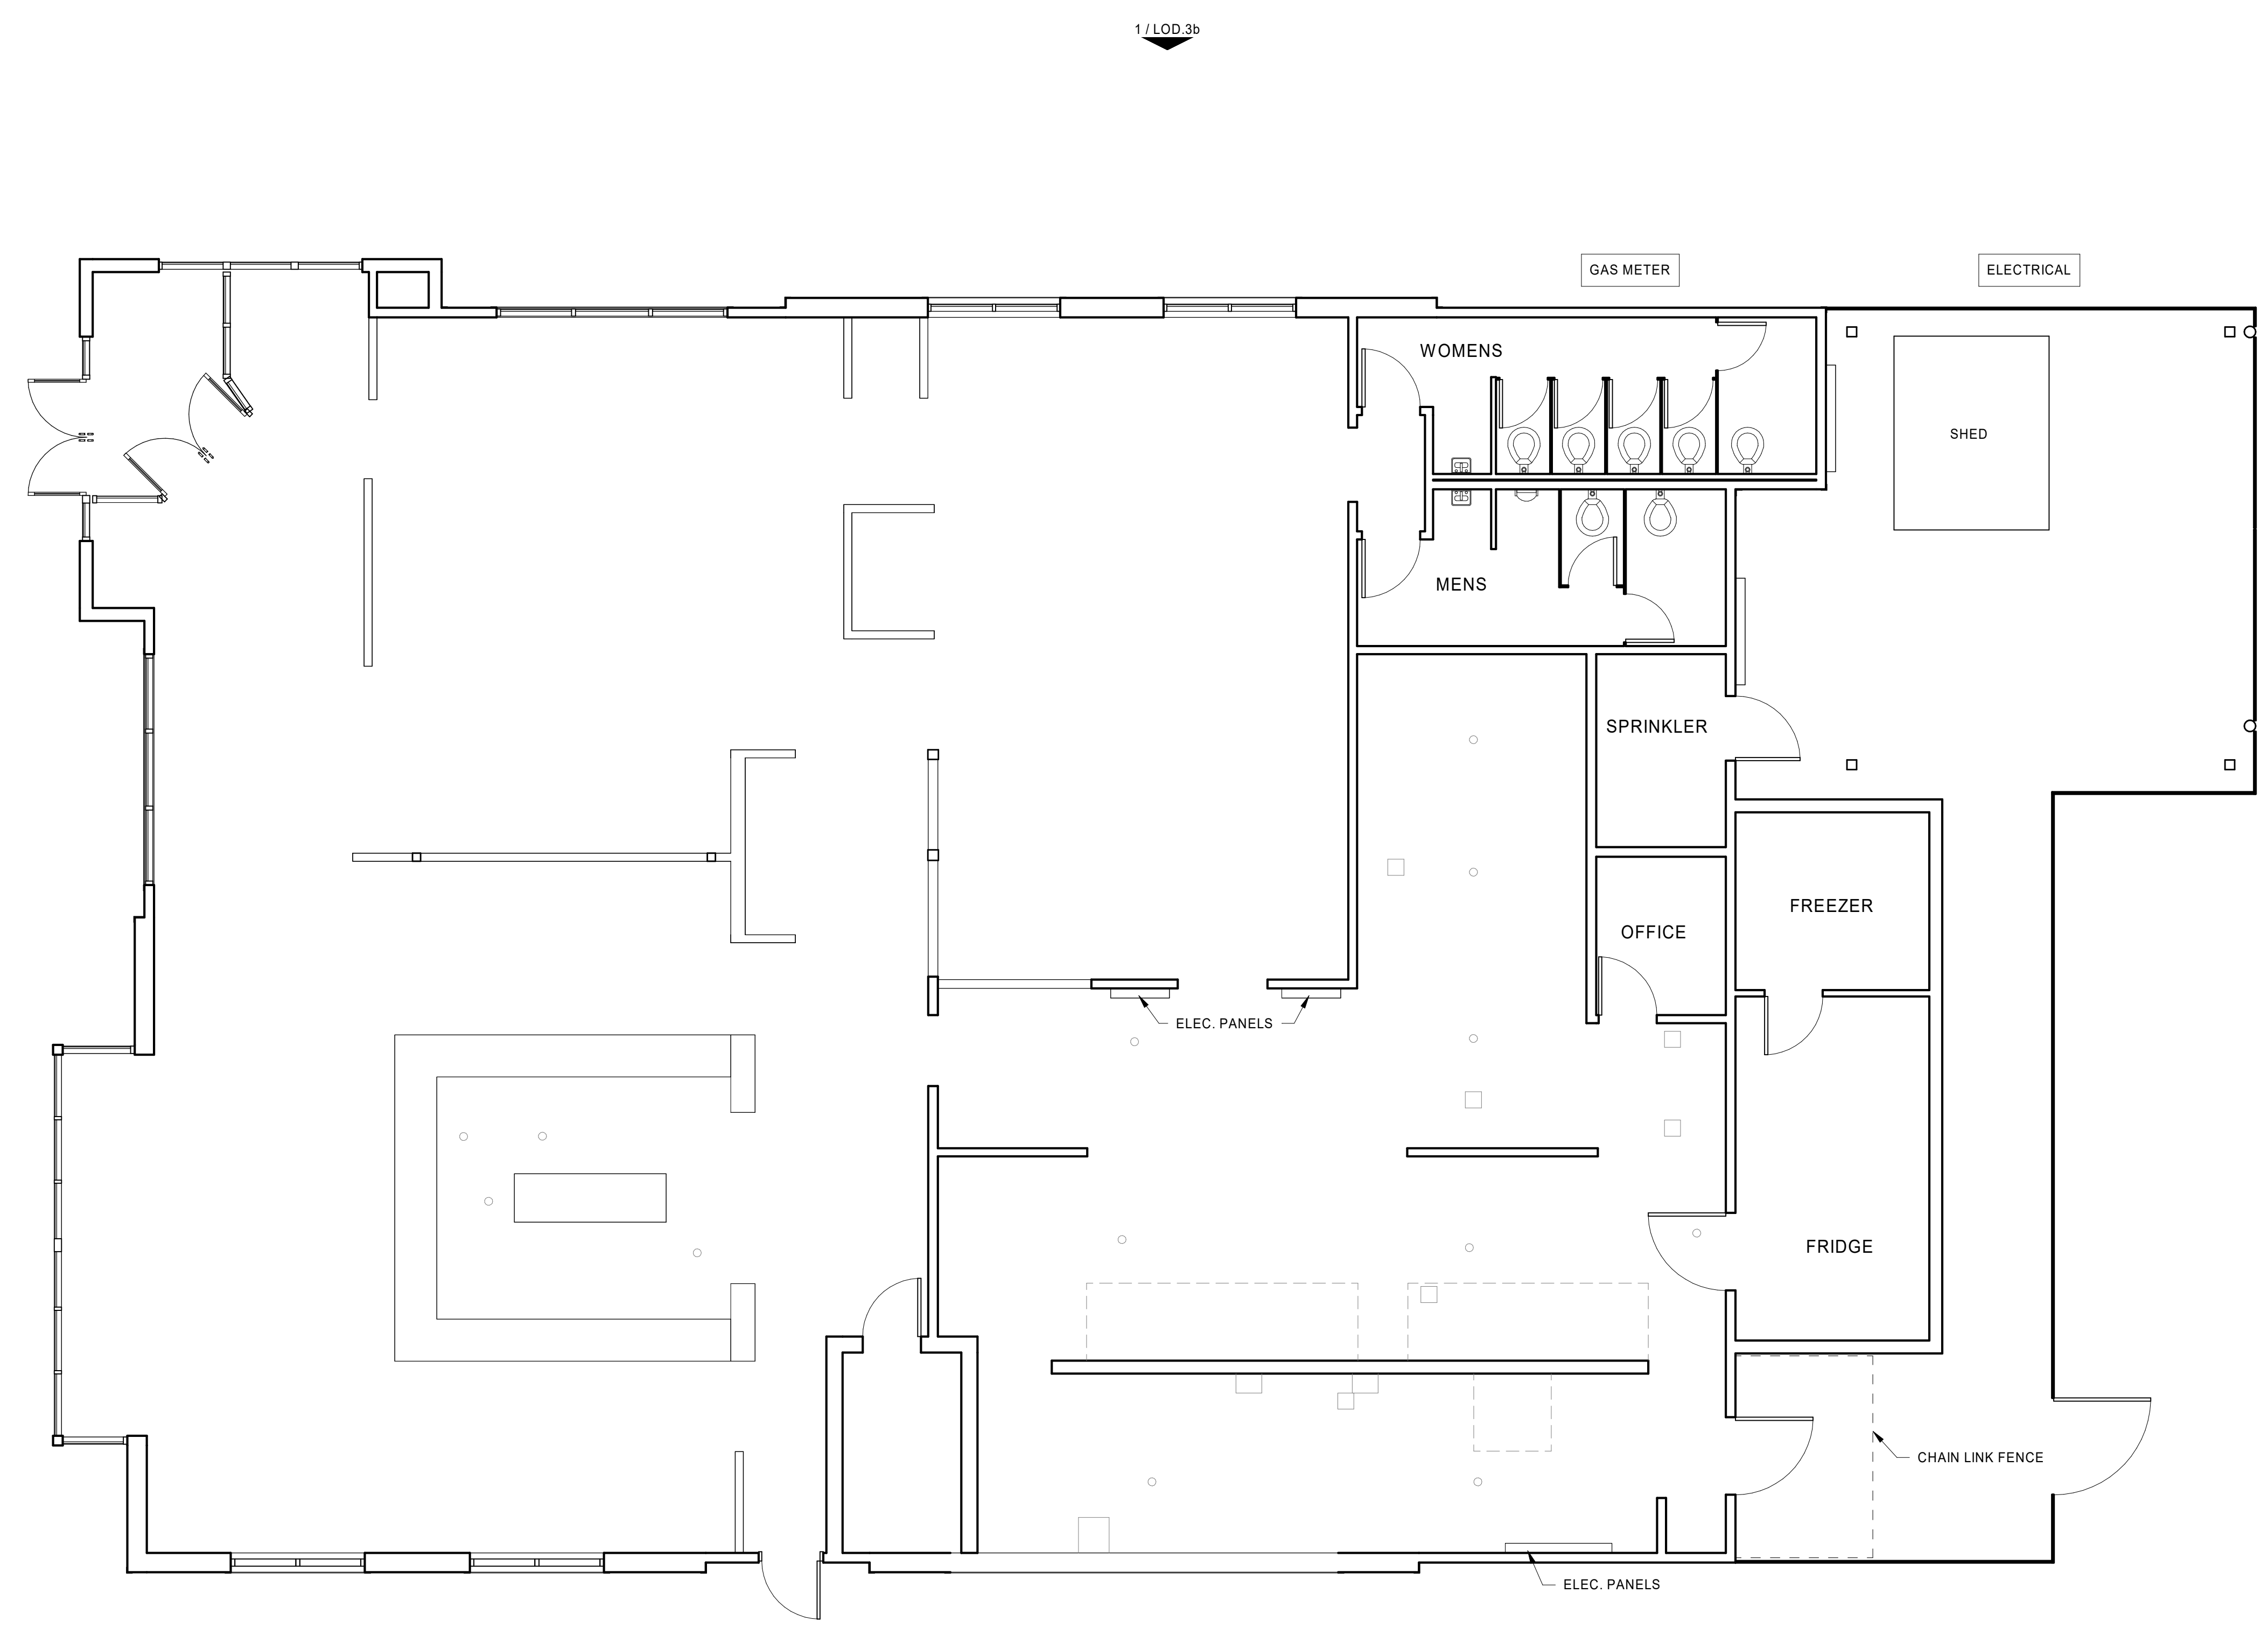 1 / LOD.3b
GAS METER
ELECTRICAL
WOMENS
SHED
MENS
SPRINKLER
FREEZER
OFFICE
ELEC. PANELS
FRIDGE
CHAIN LINK FENCE
ELEC. PANELS